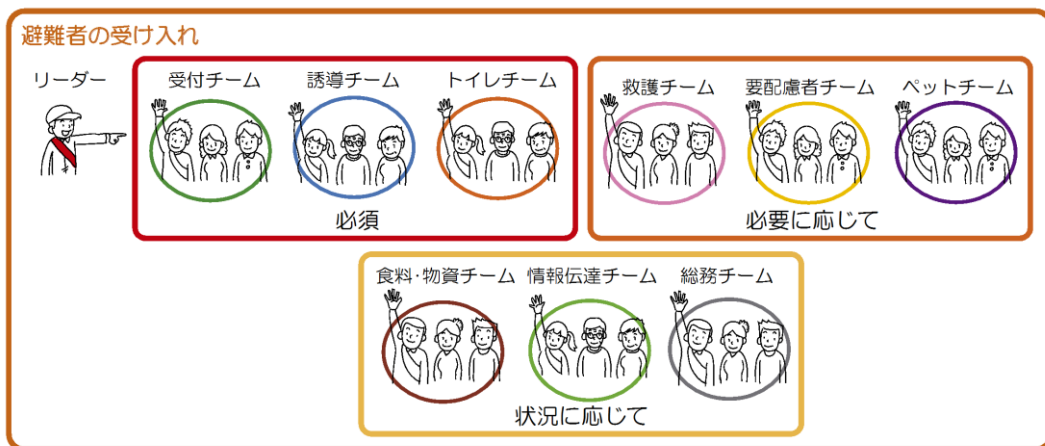 避難者の受け入れ
リーダー
受付チーム
誘導チーム
トイレチーム
必須
救護チーム
要配慮者チーム
ペットチーム
必要に応じて
食料・物資チーム
情報伝達チーム
総務チーム
状況に応じて